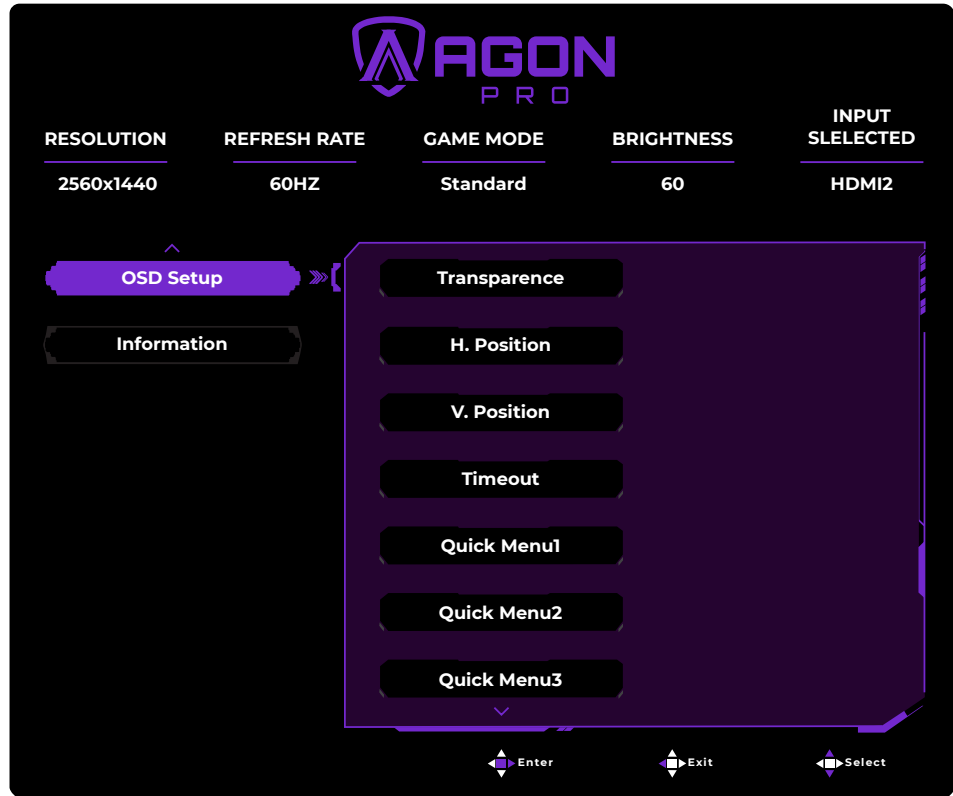 AGON
PRO
RESOLUTION
REFRESH RATE
GAME MODE
BRIGHTNESS
INPUT
SLELECTED
2560x1440
60HZ
Standard
60
HDMI2
OSD Setup
Information
Transparence
H. Position
V. Position
Timeout
Quick Menu1
Quick Menu2
Quick Menu3
Enter
Exit
Select